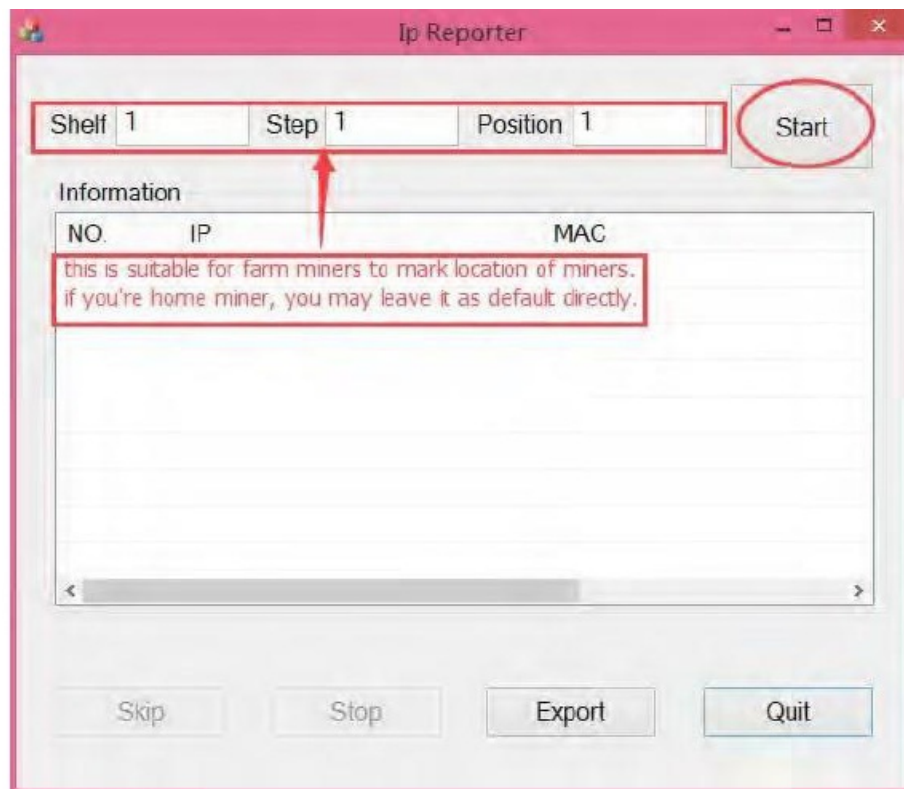 Ip Reporter
Shelf 1 Step 1 Position 1 Start
Information
NO. IP MAC
this is suitable for farm miners to mark location of miners.
if you're home miner, you may leave it as default directly.
Skip Stop Export Quit